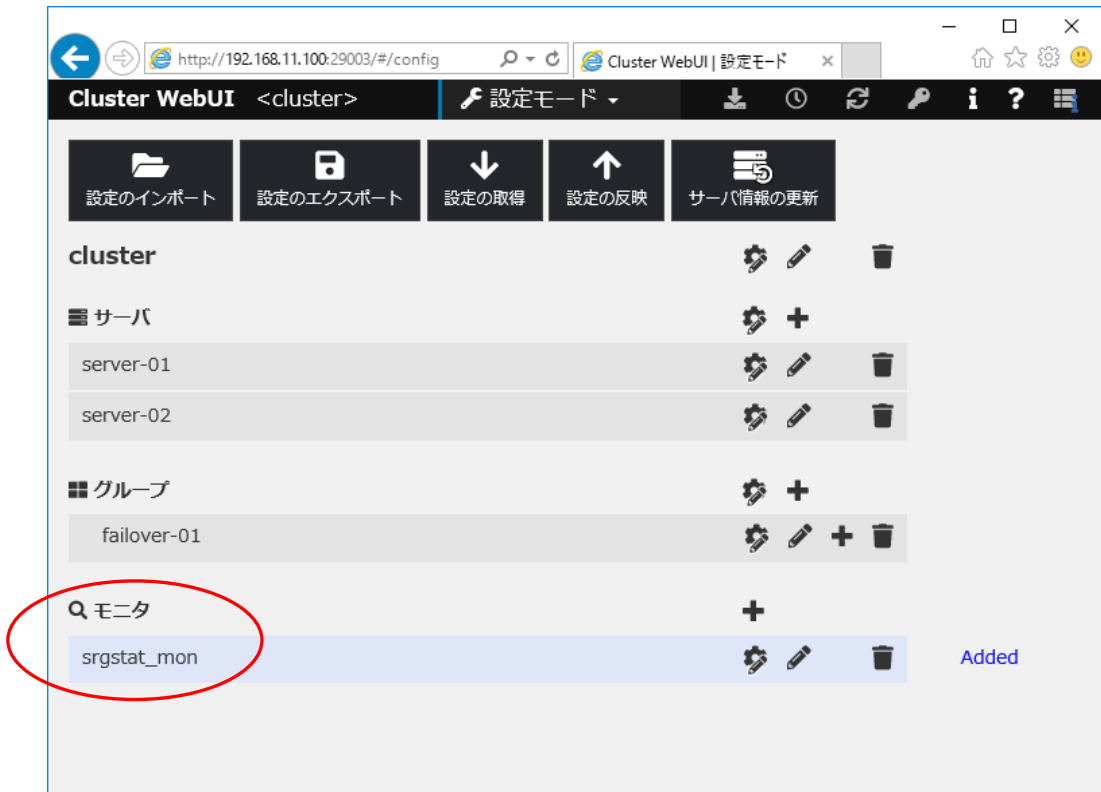 http://192.168.11.100:29003/#/config
Cluster WebUI | 設定モード
Cluster WebUI <cluster> 設定モード
設定のインポート 設定のエクスポート 設定の取得 設定の反映 サーバ情報の更新
cluster
サーバ
server-01
server-02
グループ
failover-01
モニタ
srgstat_mon Added